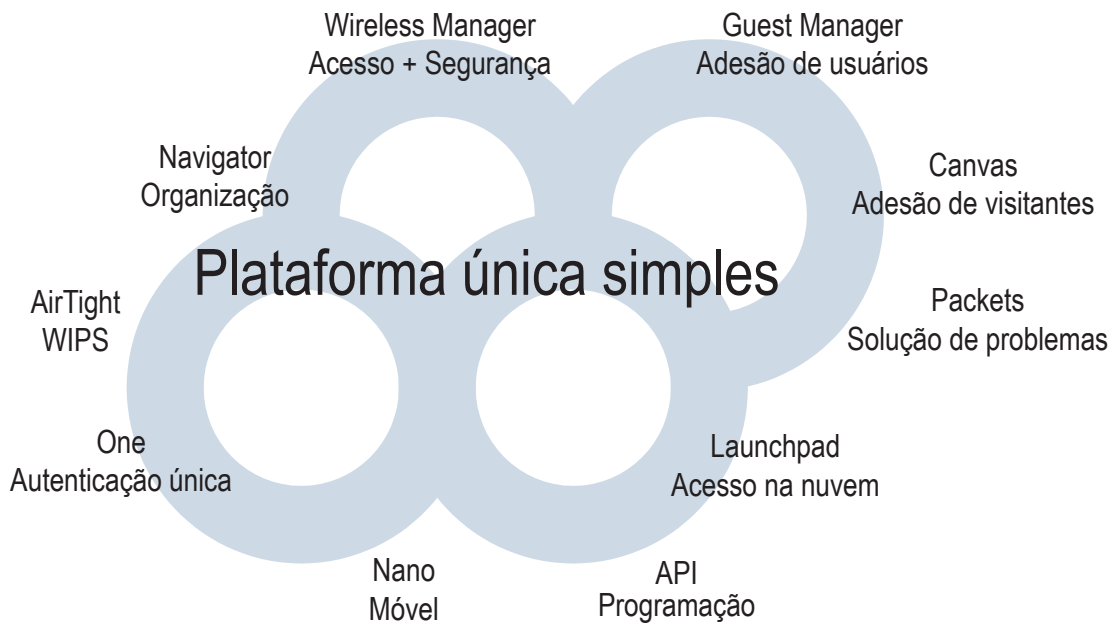 Wireless Manager
Acesso + Segurança
Guest Manager
Adesão de usuários
Navigator
Organização
Canvas
Adesão de visitantes
Plataforma única simples
AirTight
WIPS
Packets
Solução de problemas
One
Autenticação única
Launchpad
Acesso na nuvem
Nano
Móvel
API
Programação